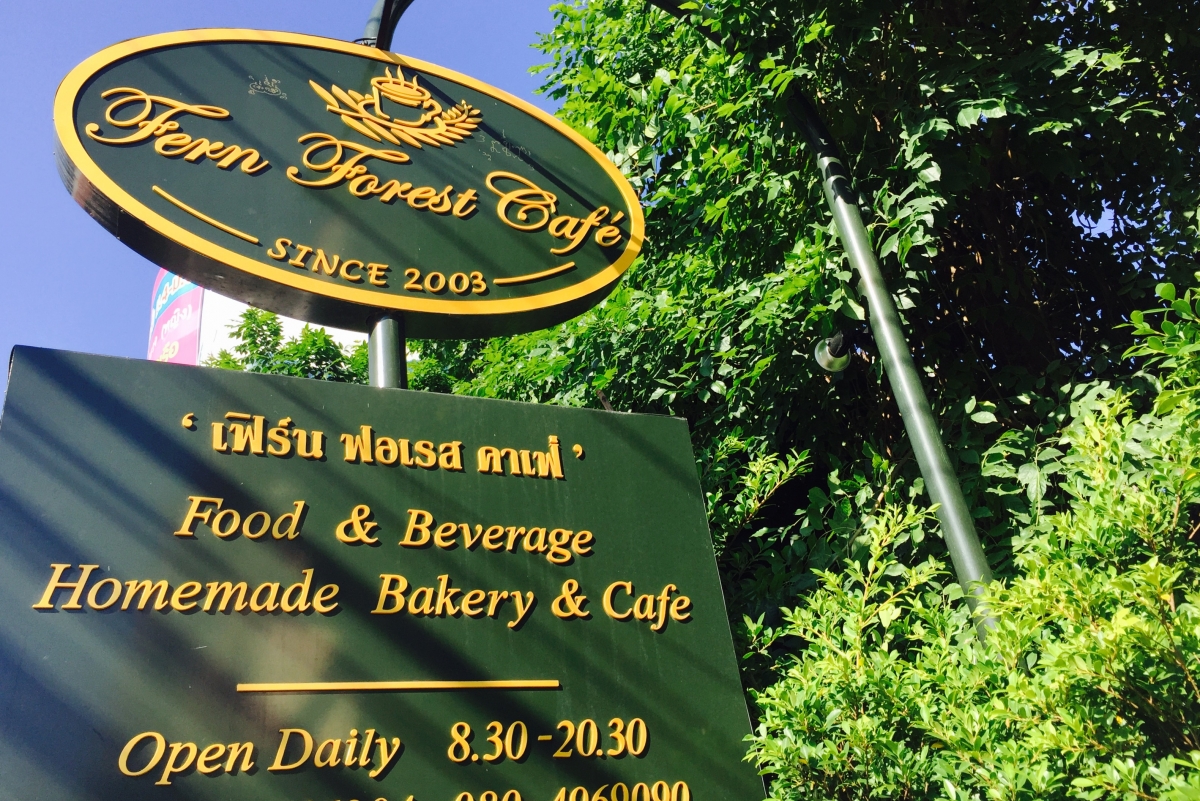 Fern Forest Café
SINCE 2003
' เฟิร์น ฟอเรส คาเฟ่ '
Food & Beverage
Homemade Bakery & Cafe
Open Daily 8.30 - 20.30